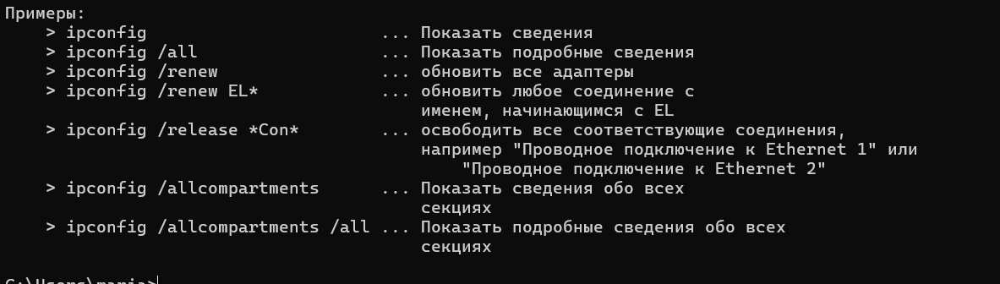 Примеры:
> ipconfig ... Показать сведения
> ipconfig /all ... Показать подробные сведения
> ipconfig /renew ... обновить все адаптеры
> ipconfig /renew EL* ... обновить любое соединение с
именем, начинающимся с EL
> ipconfig /release *Con* ... освободить все соответствующие соединения,
например "Проводное подключение к Ethernet 1" или
"Проводное подключение к Ethernet 2"
> ipconfig /allcompartments ... Показать сведения обо всех
секциях
> ipconfig /allcompartments /all ... Показать подробные сведения обо всех
секциях
C:\Users\maria>